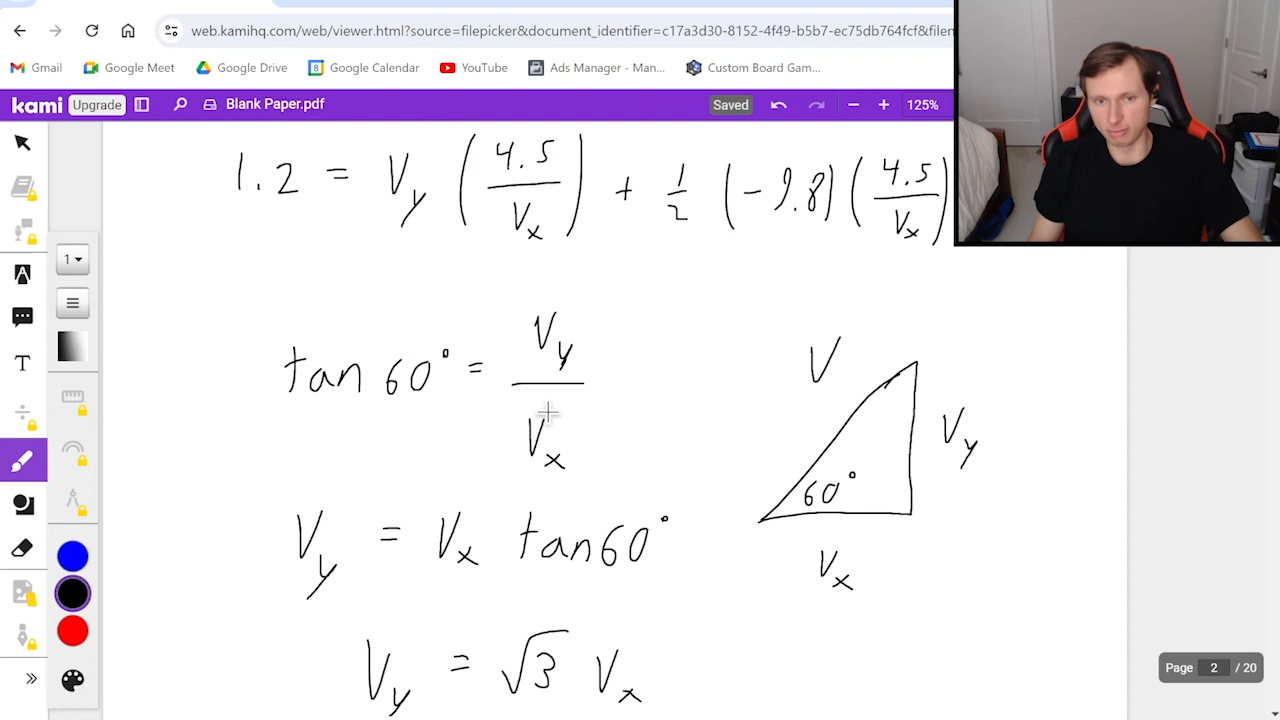 web.kamihq.com/web/viewer.html?source=filepicker&document_identifier=c17a3d30-8152-4f49-b5b7-ec75db764fcf&filen
Gmail Google Meet Google Drive 8 Google Calendar YouTube Ads Manager - Man... Custom Board Gam...
kami Upgrade Blank Paper.pdf Saved 125%
1.2 = Vy (4.5/Vx) + 1/2 (-9.8) (4.5/Vx)
1
tan 60° = Vy/Vx
V
Vy
60°
Vx
T
Vy = Vx tan60°
Vy = √3 Vx
Page 2 / 20